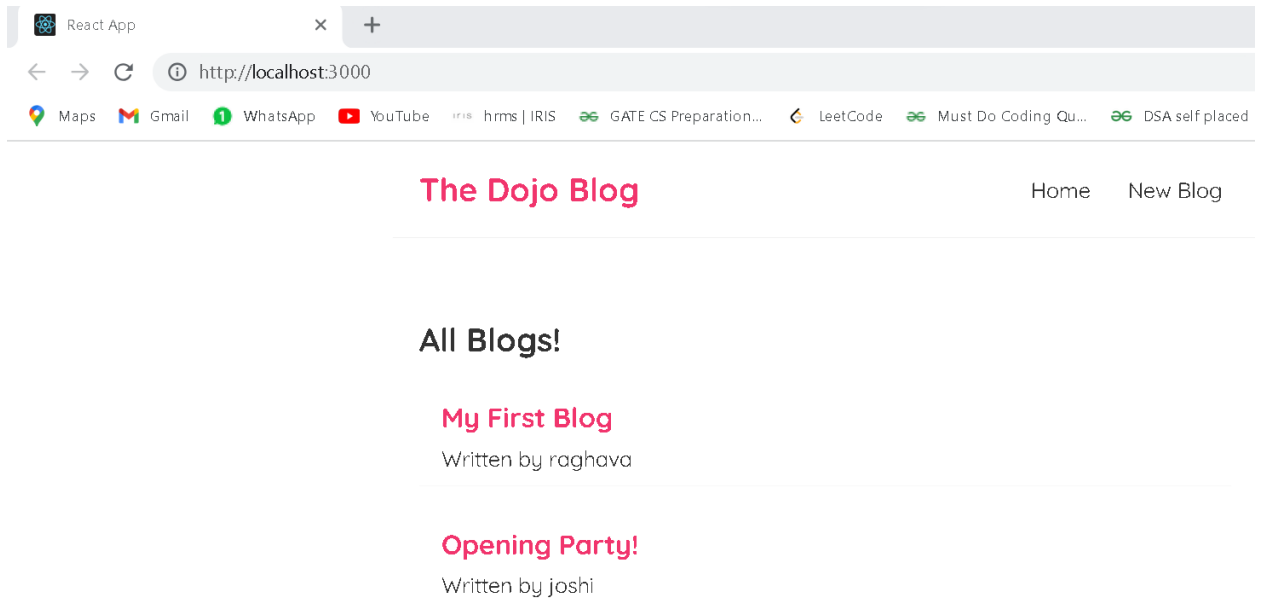 React App
http://localhost:3000
Maps Gmail 1 WhatsApp YouTube IRIS hrms | IRIS GATE CS Preparation... LeetCode Must Do Coding Qu... DSA self placed
The Dojo Blog Home New Blog
All Blogs!
My First Blog
Written by raghava
Opening Party!
Written by joshi